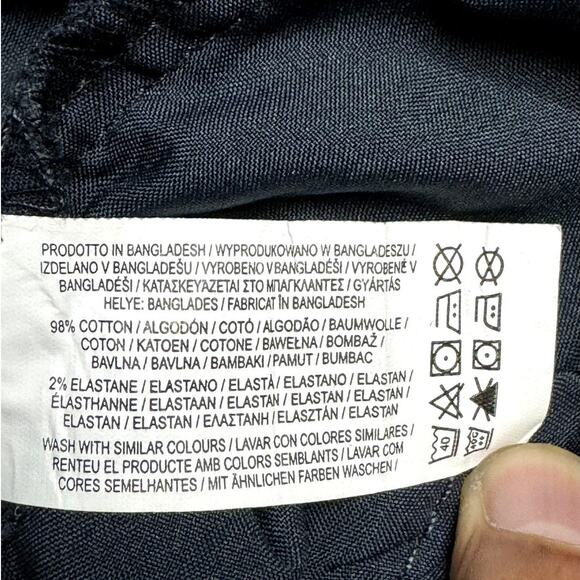 PRODOTTO IN BANGLADESH / WYPRODUKOWANO W BANGLADESZU /
IZDELANO V BANGLADEŠU / VYROBENO V BANGLADÉŠI / VYROBENÉ V
BANGLADÉŠI / ΚΑΤΑΣΚΕΥΆΖΕΤΑΙ ΣΤΟ ΜΠΑΓΚΛΑΝΤΕΣ / GYÁRTÁS
HELYE: BANGLADES / FABRICAT ÎN BANGLADESH
98% COTTON / ALGODÓN / COTÓ / ALGODÃO / BAUMWOLLE /
COTON / KATOEN / COTONE / BAWEŁNA / BOMBAŽ /
BAVLNA / BAVLNA / BAMBAKI / PAMUT / BUMBAC
2% ELASTANE / ELASTANO / ELASTÀ / ELASTANO / ELASTAN /
ÉLASTHANNE / ELASTAAN / ELASTAN / ELASTAN / ELASTAN /
ELASTAN / ELASTAN / ΕΛΑΣΤΑΝΗ / ELASZTÁN / ELASTAN
WASH WITH SIMILAR COLOURS / LAVAR CON COLORES SIMILARES /
RENTEU EL PRODUCTE AMB COLORS SEMBLANTS / LAVAR COM
CORES SEMELHANTES / MIT ÄHNLICHEN FARBEN WASCHEN /
40